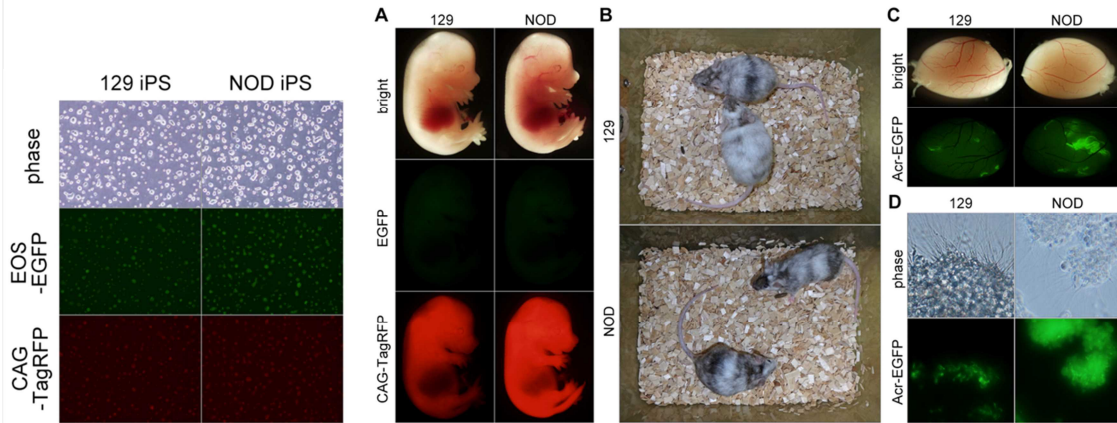 129 iPS NOD iPS
phase
EOS
-EGFP
CAG
-TagRFP
A
129 NOD
bright
EGFP
CAG-TagRFP
B
129
NOD
C
129 NOD
bright
Acr-EGFP
D
129 NOD
phase
Acr-EGFP